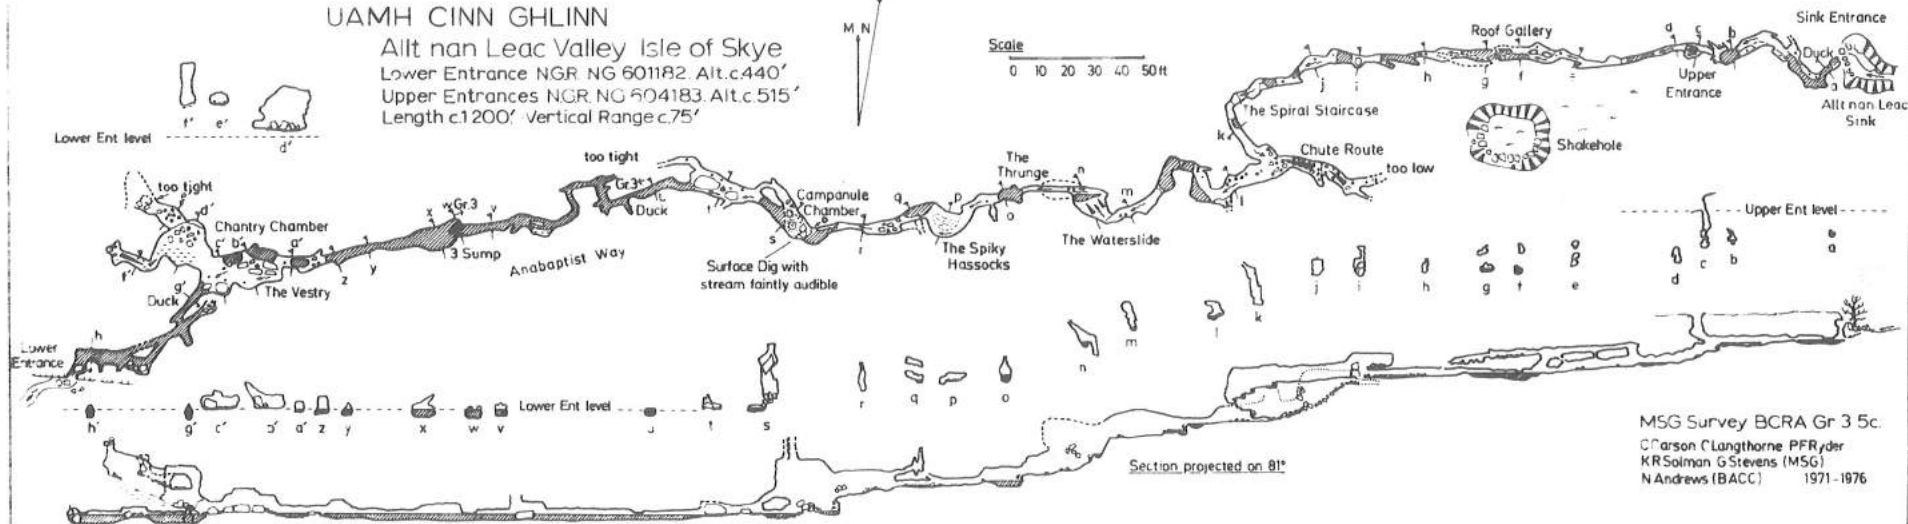 UAMH CINN GHLINN
Allt nan Leac Valley Isle of Skye
Lower Entrance N.G.R. NG 601182. Alt.c.440'
Upper Entrances N.G.R. NG 604183. Alt.c.515'
Length c.1200'. Vertical Range c.75'
M N
Scale
0 10 20 30 40 50ft
Roof Gallery
Sink Entrance
Duck
Upper
Entrance
Allt nan Leac
Sink
d c b a
j i h g f e
The Spiral Staircase
k
Shakehole
Chute Route
too low
l
f' e' d'
Lower Ent level
too tight
d'
Chantry Chamber
c' b' a'
f'
g'
Duck
The Vestry
z y x w v
Gr.3
3 Sump
Anabaptist Way
too tight
Gr 3
Duck
t
s
Campanule
Chamber
Surface Dig with
stream faintly audible
r q p o n m
The Spiky
Hassocks
The
Thrunge
The Waterslide
h
Lower
Entrance
Upper Ent level
j i h g f e d c b a
n m l k
r q p o
Lower Ent level
h' g' c' b' a' z y x w v u t s
Section projected on 81°
MSG Survey BCRA Gr 3 5c.
C Carson C Langthorne P F Ryder
K R Solman G Stevens (MSG)
N Andrews (BACC) 1971-1976